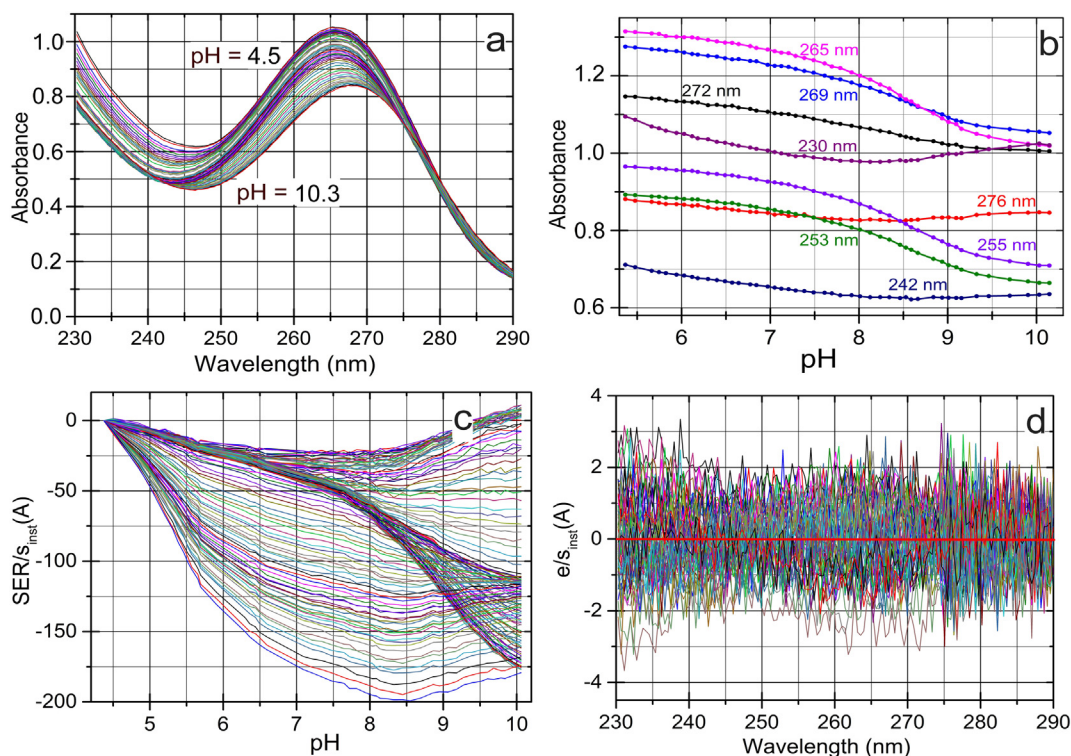 a
pH = 4.5
pH = 10.3
Absorbance
1.0
0.8
0.6
0.4
0.2
0.0
230 240 250 260 270 280 290
Wavelength (nm)
b
265 nm
269 nm
272 nm
230 nm
276 nm
253 nm
255 nm
242 nm
Absorbance
1.2
1.0
0.8
0.6
6 7 8 9 10
pH
c
SER/s_inst(A)
0
-50
-100
-150
-200
5 6 7 8 9 10
pH
d
e/s_inst(A)
4
2
0
-2
-4
230 240 250 260 270 280 290
Wavelength (nm)